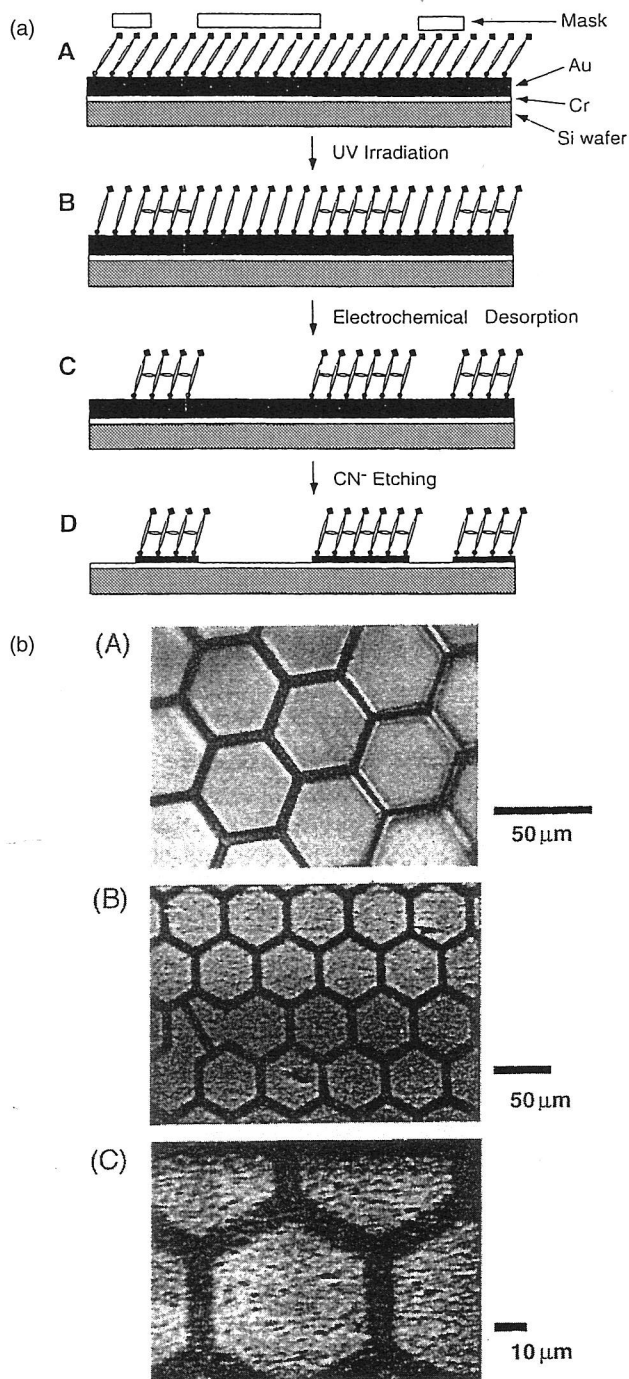 (a)
Mask
A
Au
Cr
Si wafer
UV Irradiation
B
Electrochemical Desorption
C
CN⁻ Etching
D
(b)
(A)
50 μm
(B)
50 μm
(C)
10 μm